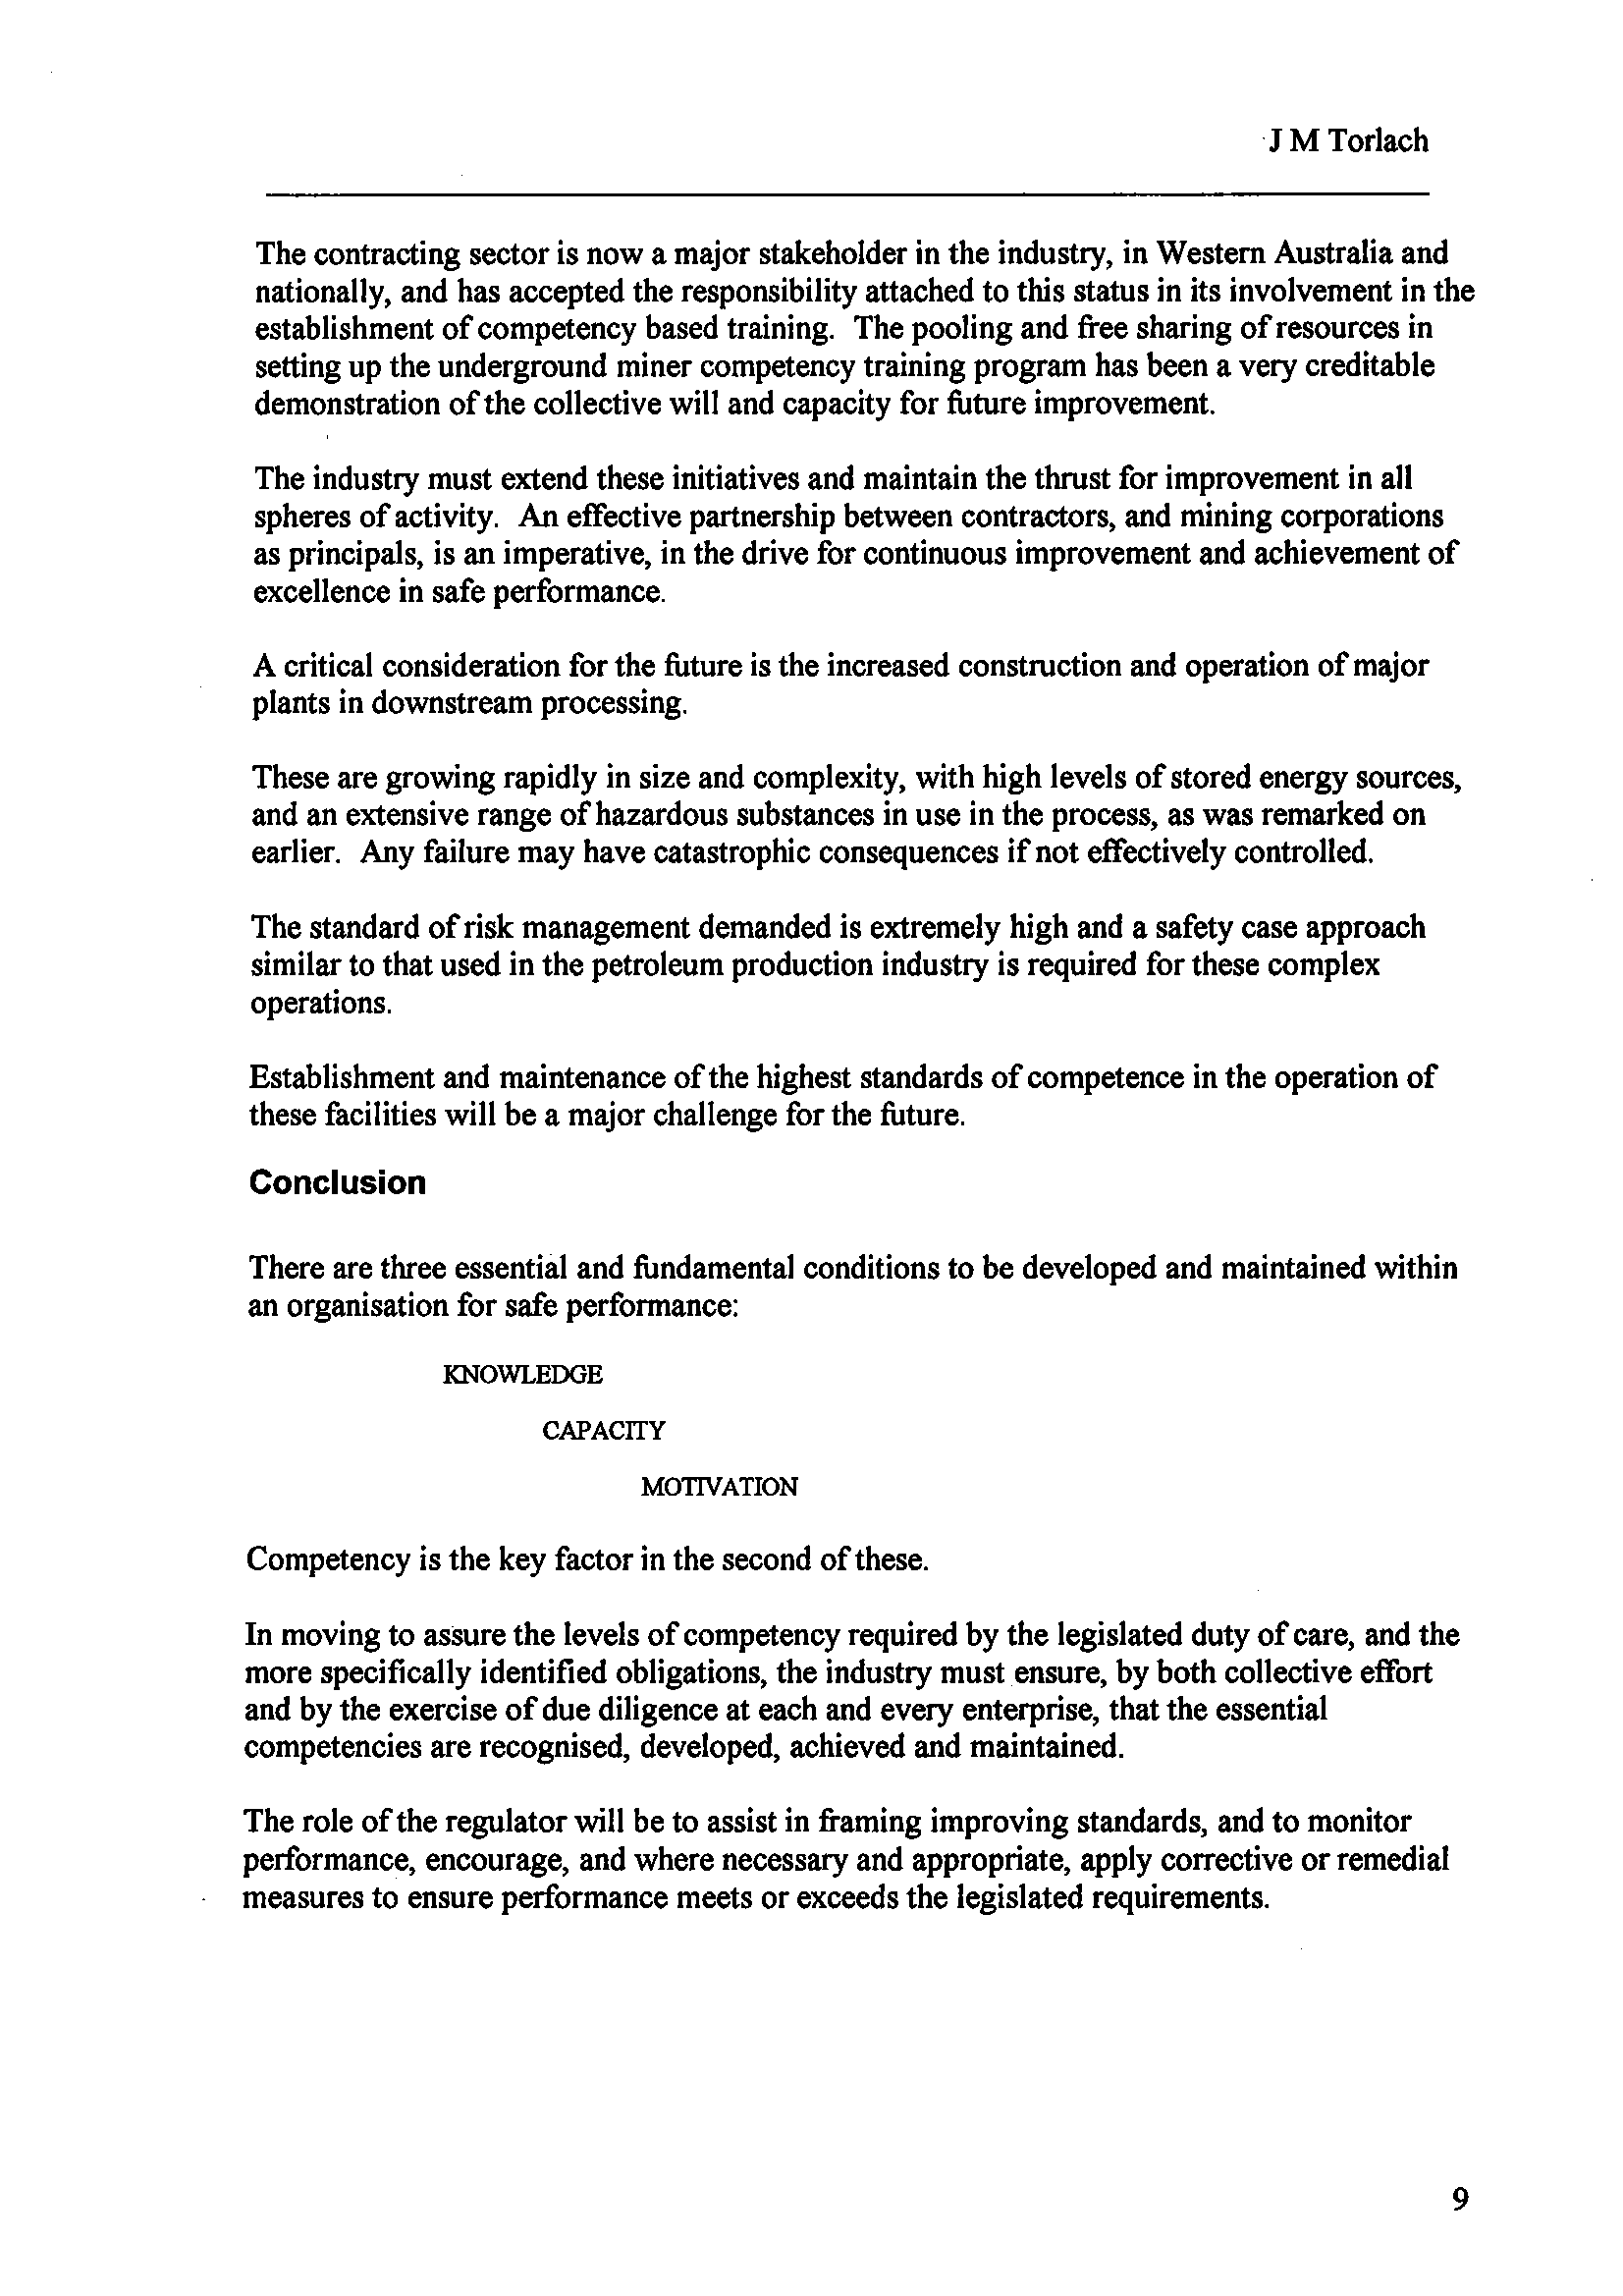 J M Torlach
The contracting sector is now a major stakeholder in the industry, in Western Australia and
nationally, and has accepted the responsibility attached to this status in its involvement in the
establishment of competency based training. The pooling and free sharing of resources in
setting up the underground miner competency training program has been a very creditable
demonstration of the collective will and capacity for future improvement.
The industry must extend these initiatives and maintain the thrust for improvement in all
spheres of activity. An effective partnership between contractors, and mining corporations
as principals, is an imperative, in the drive for continuous improvement and achievement of
excellence in safe performance.
A critical consideration for the future is the increased construction and operation of major
plants in downstream processing.
These are growing rapidly in size and complexity, with high levels of stored energy sources,
and an extensive range of hazardous substances in use in the process, as was remarked on
earlier. Any failure may have catastrophic consequences if not effectively controlled.
The standard of risk management demanded is extremely high and a safety case approach
similar to that used in the petroleum production industry is required for these complex
operations.
Establishment and maintenance of the highest standards of competence in the operation of
these facilities will be a major challenge for the future.
Conclusion
There are three essential and fundamental conditions to be developed and maintained within
an organisation for safe performance:
KNOWLEDGE
CAPACITY
MOTIVATION
Competency is the key factor in the second of these.
In moving to assure the levels of competency required by the legislated duty of care, and the
more specifically identified obligations, the industry must ensure, by both collective effort
and by the exercise of due diligence at each and every enterprise, that the essential
competencies are recognised, developed, achieved and maintained.
The role of the regulator will be to assist in framing improving standards, and to monitor
performance, encourage, and where necessary and appropriate, apply corrective or remedial
measures to ensure performance meets or exceeds the legislated requirements.
9